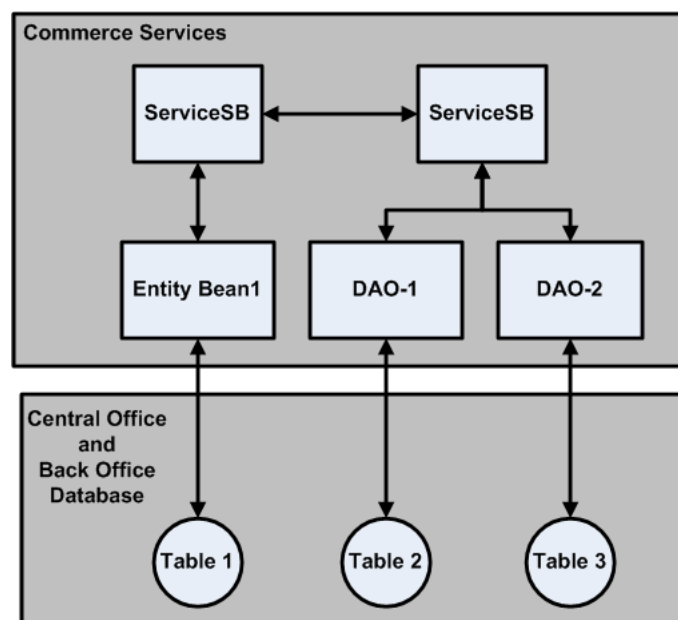 Commerce Services
ServiceSB
ServiceSB
Entity Bean1
DAO-1
DAO-2
Central Office
and
Back Office
Database
Table 1
Table 2
Table 3